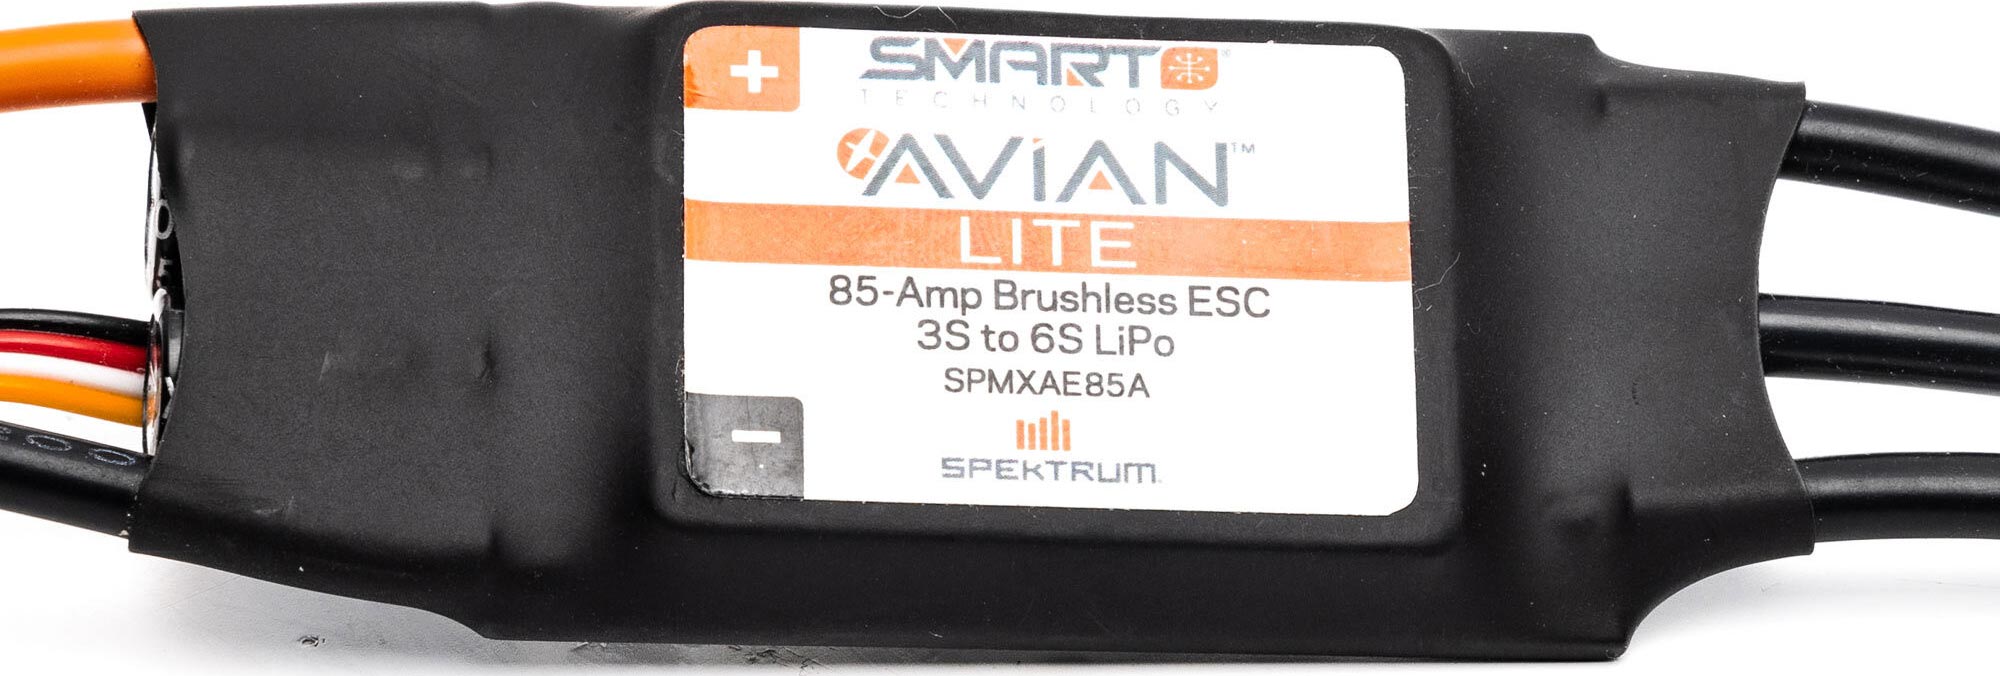 +
SMART
TECHNOLOGY
AVIAN™
LITE
85-Amp Brushless ESC
3S to 6S LiPo
SPMXAE85A
−
SPEKTRUM